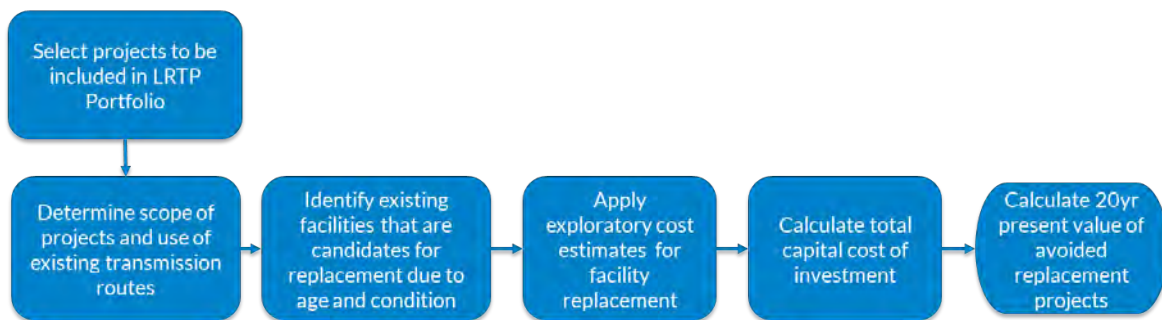 Select projects to be
included in LRTP
Portfolio
Determine scope of
projects and use of
existing transmission
routes
Identify existing
facilities that are
candidates for
replacement due to
age and condition
Apply
exploratory cost
estimates for
facility
replacement
Calculate total
capital cost of
investment
Calculate 20yr
present value of
avoided
replacement
projects